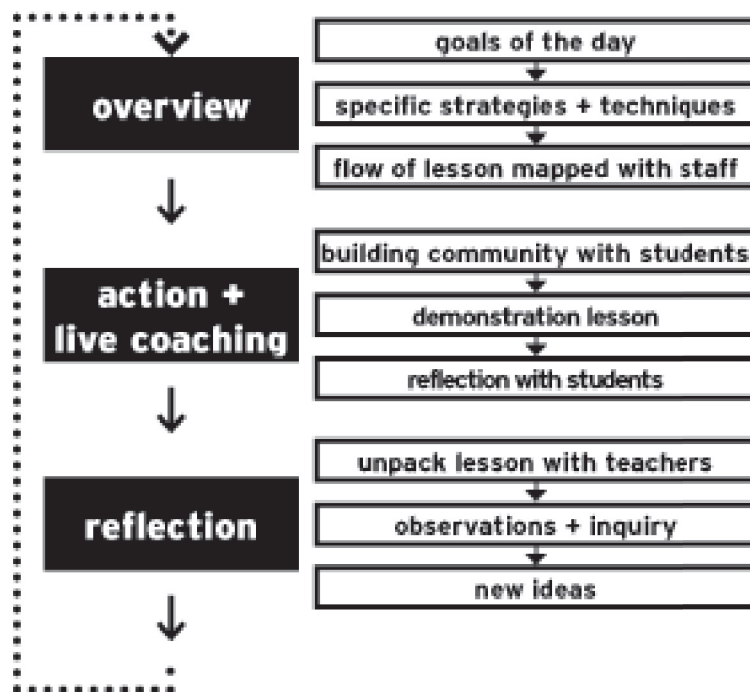 overview
goals of the day
specific strategies + techniques
flow of lesson mapped with staff
action +
live coaching
building community with students
demonstration lesson
reflection with students
reflection
unpack lesson with teachers
observations + inquiry
new ideas